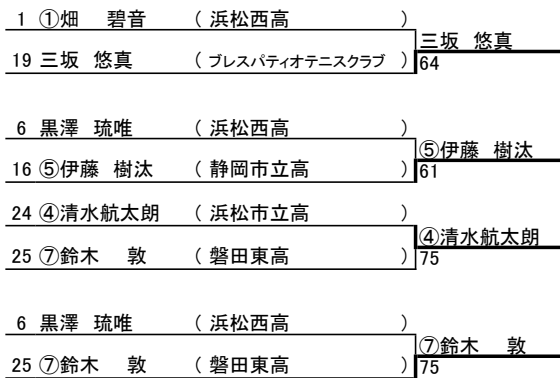 1 ①畑 碧音 ( 浜松西高 )
三坂 悠真
19 三坂 悠真 ( ブレスパティオテニスクラブ ) 64
6 黒澤 琉唯 ( 浜松西高 )
⑤伊藤 樹汰
16 ⑤伊藤 樹汰 ( 静岡市立高 ) 61
24 ④清水航太朗 ( 浜松市立高 )
④清水航太朗
25 ⑦鈴木 敦 ( 磐田東高 ) 75
6 黒澤 琉唯 ( 浜松西高 )
⑦鈴木 敦
25 ⑦鈴木 敦 ( 磐田東高 ) 75